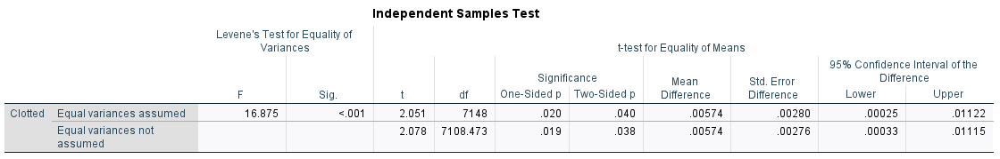 Independent Samples Test
Levene's Test for Equality of
Variances
t-test for Equality of Means
95% Confidence Interval of the
Difference
Significance
Mean
Difference
Std. Error
Difference
F Sig. t df One-Sided p Two-Sided p Lower Upper
Clotted Equal variances assumed 16.875 <.001 2.051 7148 .020 .040 .00574 .00280 .00025 .01122
Equal variances not
assumed
2.078 7108.473 .019 .038 .00574 .00276 .00033 .01115